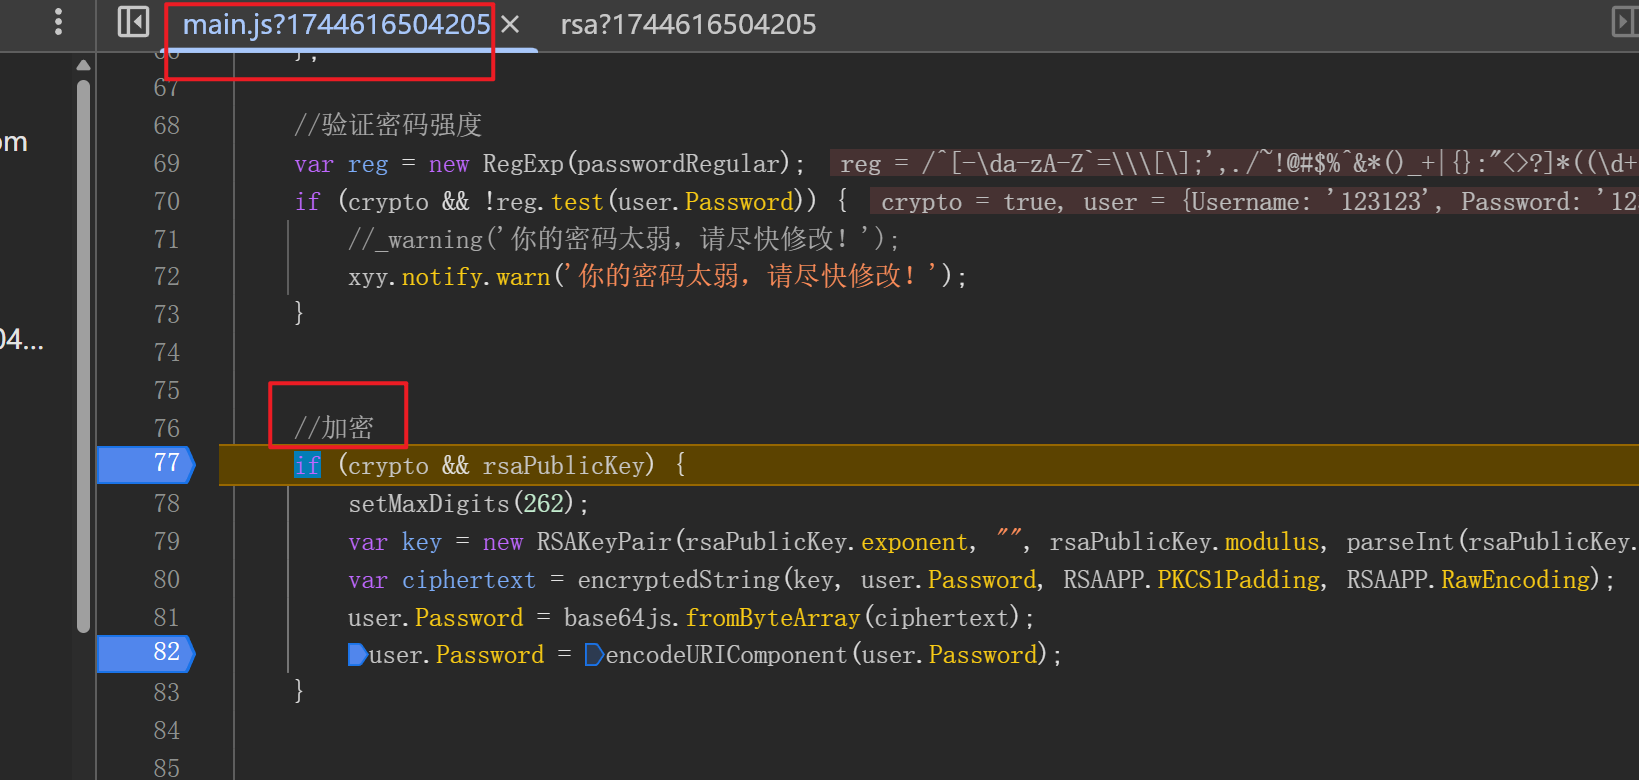 main.js?1744616504205 × rsa?1744616504205
67
68 //验证密码强度
69 var reg = new RegExp(passwordRegular); reg = /^[-\da-zA-Z`=\\\[\];',./~!@#$%^&*()_+|{}:"<>?]*((\d+
70 if (crypto && !reg.test(user.Password)) { crypto = true, user = {Username: '123123', Password: '12
71 //_warning('你的密码太弱，请尽快修改！');
72 xyy.notify.warn('你的密码太弱，请尽快修改！');
73 }
74
75
76 //加密
77 if (crypto && rsaPublicKey) {
78 setMaxDigits(262);
79 var key = new RSAKeyPair(rsaPublicKey.exponent, "", rsaPublicKey.modulus, parseInt(rsaPublicKey.
80 var ciphertext = encryptedString(key, user.Password, RSAAPP.PKCS1Padding, RSAAPP.RawEncoding);
81 user.Password = base64js.fromByteArray(ciphertext);
82 user.Password = encodeURIComponent(user.Password);
83 }
84
85
om
04...